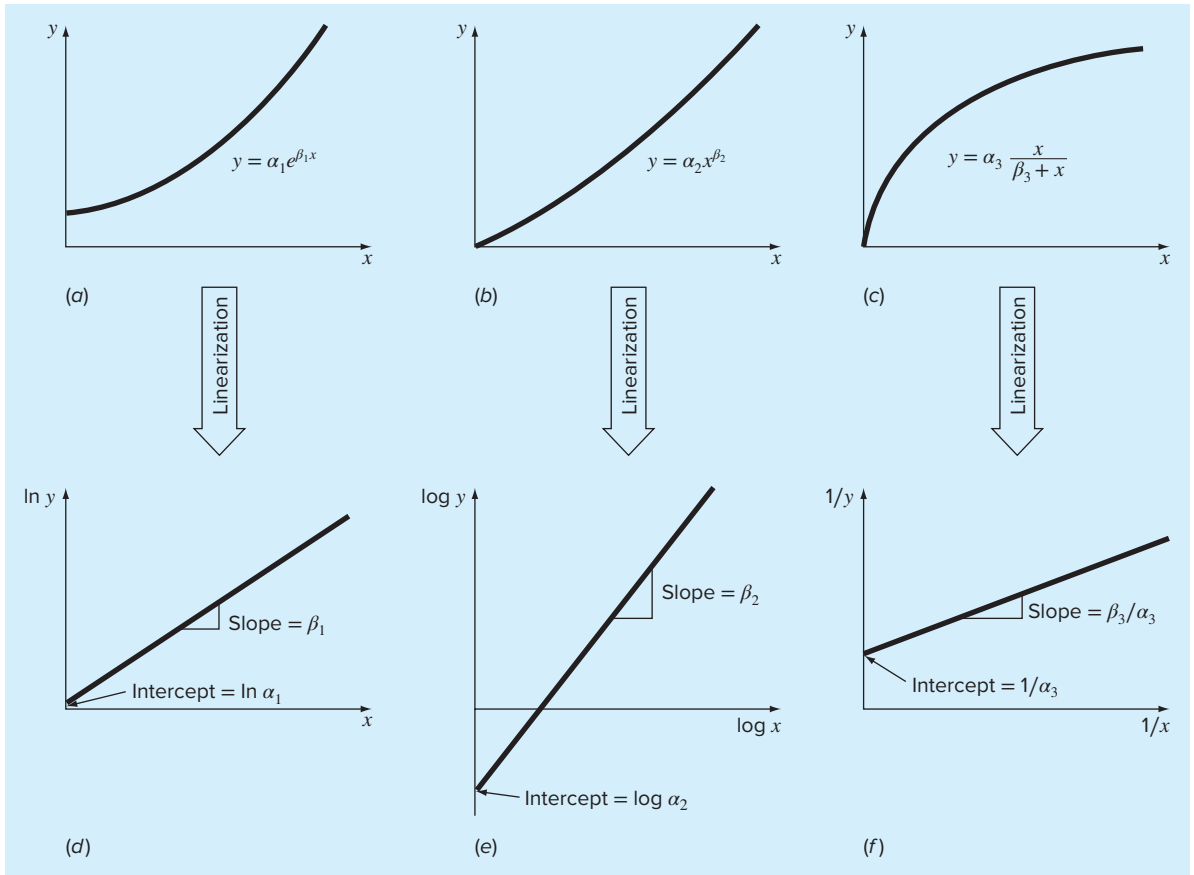 y
y
y
y = α₁e^{β₁x}
y = α₂x^{β₂}
y = α₃ x/(β₃ + x)
x
x
x
(a)
(b)
(c)
Linearization
Linearization
Linearization
ln y
log y
1/y
Slope = β₁
Slope = β₂
Slope = β₃/α₃
Intercept = ln α₁
Intercept = 1/α₃
x
log x
1/x
Intercept = log α₂
(d)
(e)
(f)